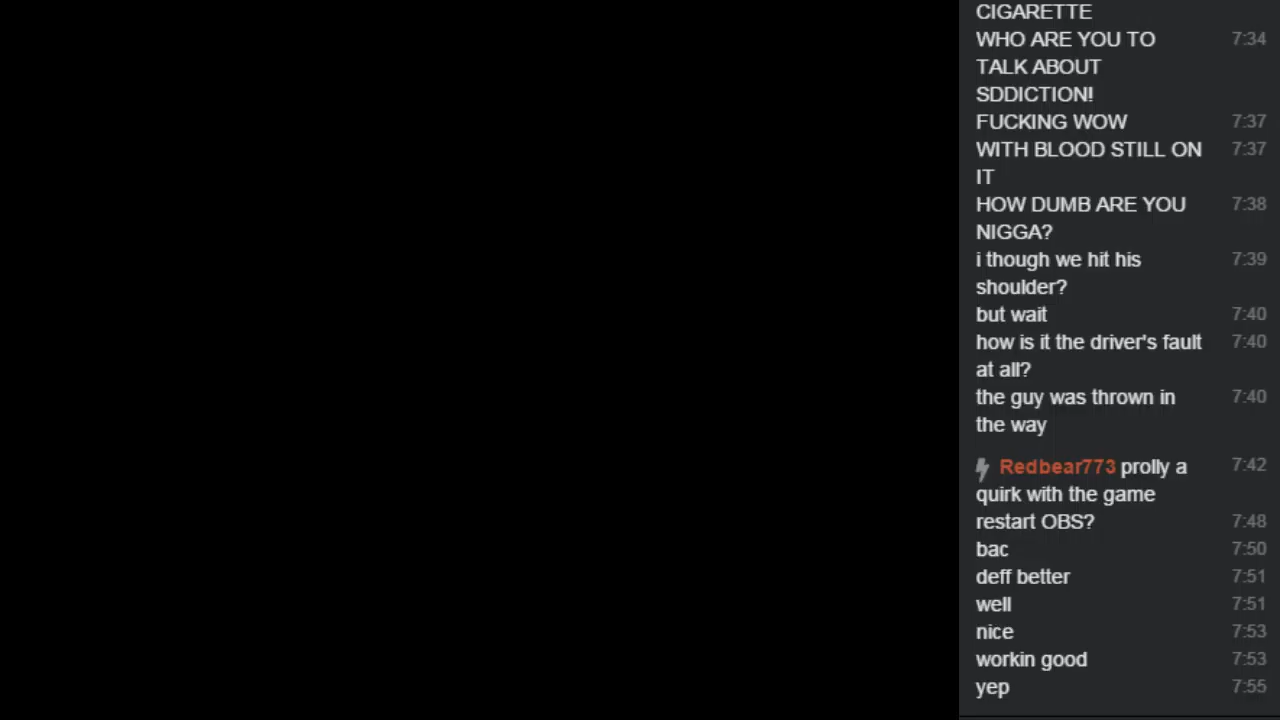 CIGARETTE
WHO ARE YOU TO 7:34
TALK ABOUT
SDDICTION!
FUCKING WOW 7:37
WITH BLOOD STILL ON 7:37
IT
HOW DUMB ARE YOU 7:38
NIGGA?
i though we hit his 7:39
shoulder?
but wait 7:40
how is it the driver's fault 7:40
at all?
the guy was thrown in 7:40
the way
Redbear773 prolly a 7:42
quirk with the game
restart OBS? 7:48
bac 7:50
deff better 7:51
well 7:51
nice 7:53
workin good 7:53
yep 7:55